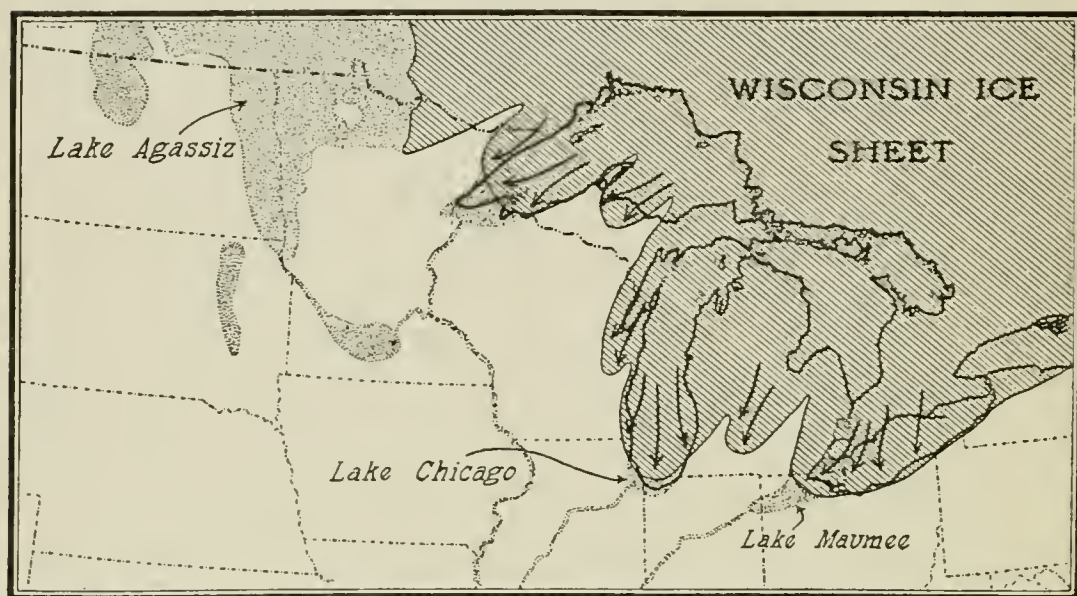 WISCONSIN ICE
SHEET
Lake Agassiz
Lake Chicago
Lake Maumee